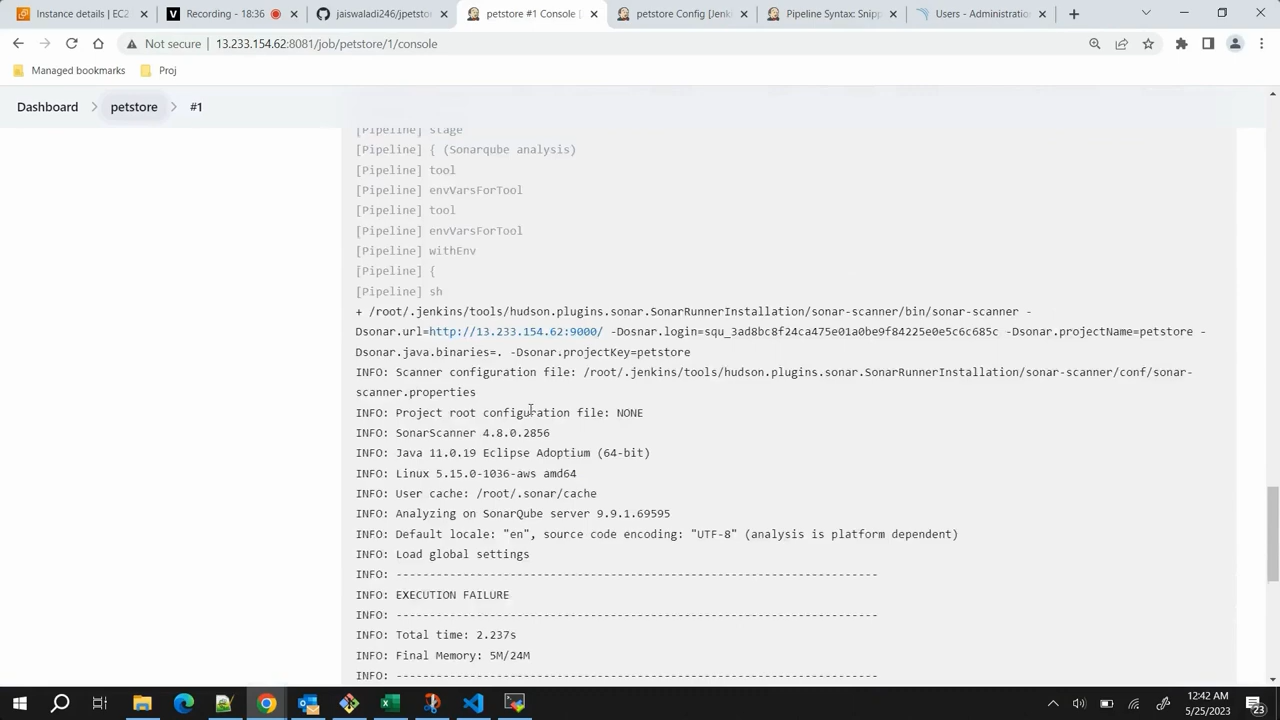 Instance details | EC2
Recording - 18:36
jaiswaladi246/jpetstor
petstore #1 Console [
petstore Config [Jenki
Pipeline Syntax: Snipp
Users - Administratio
Not secure | 13.233.154.62:8081/job/petstore/1/console
Managed bookmarks
Proj
Dashboard > petstore > #1
[Pipeline] stage
[Pipeline] { (Sonarqube analysis)
[Pipeline] tool
[Pipeline] envVarsForTool
[Pipeline] tool
[Pipeline] envVarsForTool
[Pipeline] withEnv
[Pipeline] {
[Pipeline] sh
+ /root/.jenkins/tools/hudson.plugins.sonar.SonarRunnerInstallation/sonar-scanner/bin/sonar-scanner -
Dsonar.url=http://13.233.154.62:9000/ -Dosnar.login=squ_3ad8bc8f24ca475e01a0be9f84225e0e5c6c685c -Dsonar.projectName=petstore -
Dsonar.java.binaries=. -Dsonar.projectKey=petstore
INFO: Scanner configuration file: /root/.jenkins/tools/hudson.plugins.sonar.SonarRunnerInstallation/sonar-scanner/conf/sonar-
scanner.properties
INFO: Project root configuration file: NONE
INFO: SonarScanner 4.8.0.2856
INFO: Java 11.0.19 Eclipse Adoptium (64-bit)
INFO: Linux 5.15.0-1036-aws amd64
INFO: User cache: /root/.sonar/cache
INFO: Analyzing on SonarQube server 9.9.1.69595
INFO: Default locale: "en", source code encoding: "UTF-8" (analysis is platform dependent)
INFO: Load global settings
INFO: ------------------------------------------------------------------------
INFO: EXECUTION FAILURE
INFO: ------------------------------------------------------------------------
INFO: Total time: 2.237s
INFO: Final Memory: 5M/24M
INFO: ------------------------------------------------------------------------
12:42 AM
5/25/2023
23